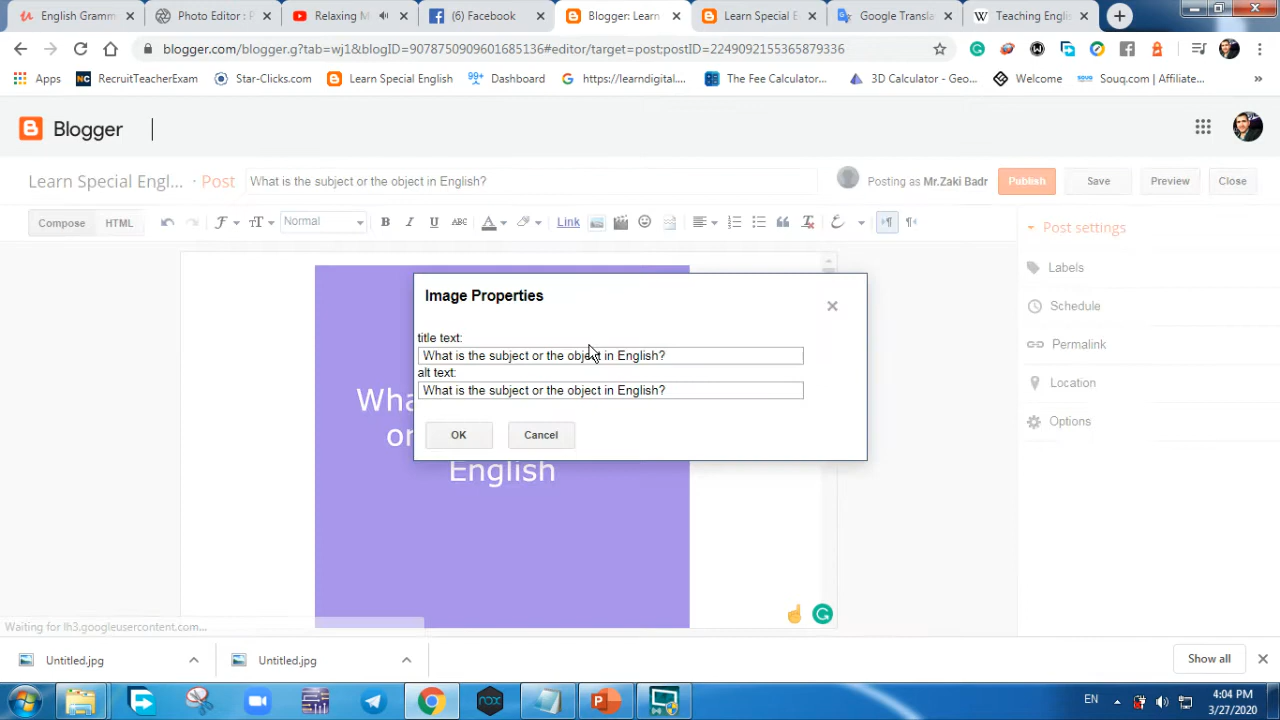 English Gramm
Photo Editor : P
Relaxing M
(6) Facebook
Blogger: Learn
Learn Special E
Google Transla
Teaching Englis
blogger.com/blogger.g?tab=wj1&blogID=9078750909601685136#editor/target=post;postID=2249092155365879336
Apps
RecruitTeacherExam
Star-Clicks.com
Learn Special English
Dashboard
https://learndigital....
The Fee Calculator...
3D Calculator - Geo...
Welcome
Souq.com | Affiliate...
»
Blogger
Learn Special Engl... · Post
What is the subject or the object in English?
Posting as Mr.Zaki Badr
Publish
Save
Preview
Close
Compose
HTML
Normal
B I U ABC A
Link
Post settings
Labels
Schedule
Permalink
Location
Options
Image Properties
title text:
What is the subject or the object in English?
alt text:
What is the subject or the object in English?
OK
Cancel
Wha
or
English
Waiting for lh3.googleusercontent.com...
Untitled.jpg
Untitled.jpg
Show all
EN
4:04 PM
3/27/2020